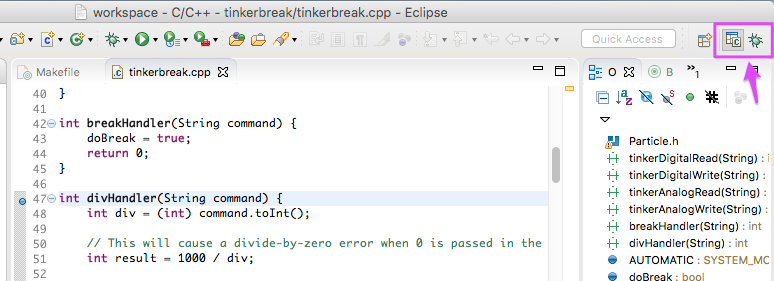 workspace - C/C++ - tinkerbreak/tinkerbreak.cpp - Eclipse
Quick Access
Makefile
tinkerbreak.cpp
40 }
41
42 int breakHandler(String command) {
43 doBreak = true;
44 return 0;
45 }
46
47 int divHandler(String command) {
48 int div = (int) command.toInt();
49
50 // This will cause a divide-by-zero error when 0 is passed in the
51 int result = 1000 / div;
52
O
B
»1
Particle.h
tinkerDigitalRead(String) : i
tinkerDigitalWrite(String) :
tinkerAnalogRead(String) :
tinkerAnalogWrite(String) :
breakHandler(String) : int
divHandler(String) : int
AUTOMATIC : SYSTEM_MO
doBreak : bool